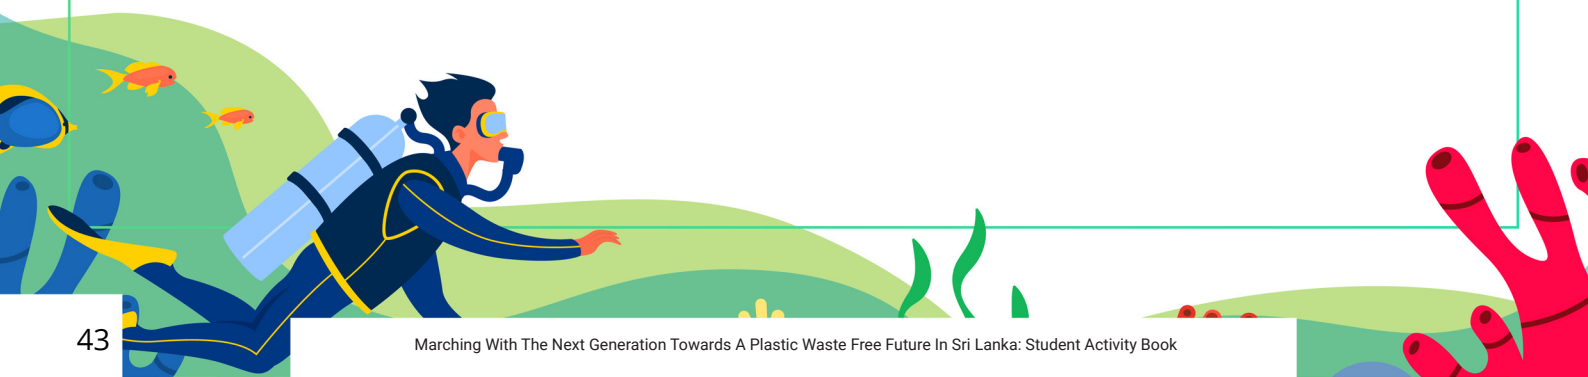 43
Marching With The Next Generation Towards A Plastic Waste Free Future In Sri Lanka: Student Activity Book